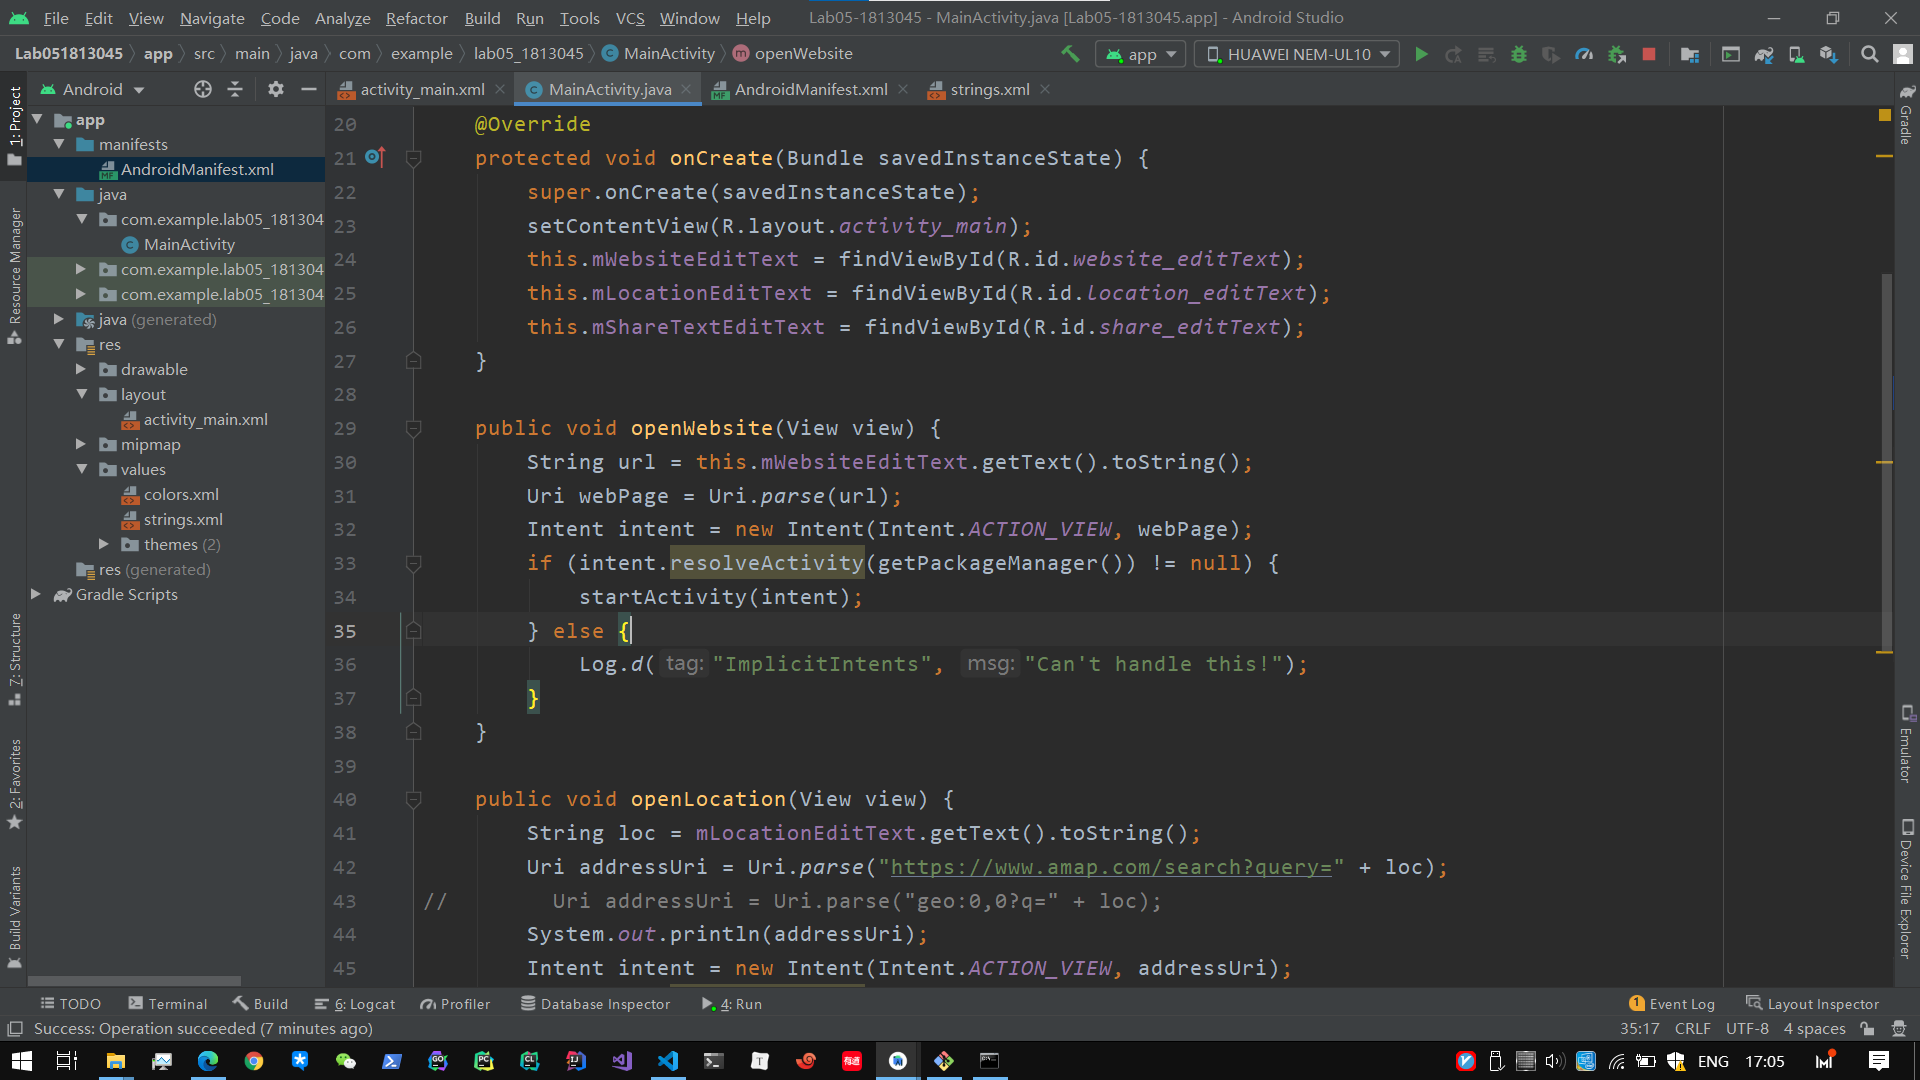 File Edit View Navigate Code Analyze Refactor Build Run Tools VCS Window Help Lab05-1813045 - MainActivity.java [Lab05-1813045.app] - Android Studio
Lab051813045 app src main java com example lab05_1813045 MainActivity openWebsite app HUAWEI NEM-UL10
Android activity_main.xml MainActivity.java AndroidManifest.xml strings.xml
1: Project
Resource Manager
7: Structure
2: Favorites
Build Variants
app
manifests
AndroidManifest.xml
java
com.example.lab05_1813045
MainActivity
com.example.lab05_181304
com.example.lab05_181304
java (generated)
res
drawable
layout
activity_main.xml
mipmap
values
colors.xml
strings.xml
themes (2)
res (generated)
Gradle Scripts
20 @Override
21 protected void onCreate(Bundle savedInstanceState) {
22 super.onCreate(savedInstanceState);
23 setContentView(R.layout.activity_main);
24 this.mWebsiteEditText = findViewById(R.id.website_editText);
25 this.mLocationEditText = findViewById(R.id.location_editText);
26 this.mShareTextEditText = findViewById(R.id.share_editText);
27 }
28
29 public void openWebsite(View view) {
30 String url = this.mWebsiteEditText.getText().toString();
31 Uri webPage = Uri.parse(url);
32 Intent intent = new Intent(Intent.ACTION_VIEW, webPage);
33 if (intent.resolveActivity(getPackageManager()) != null) {
34 startActivity(intent);
35 } else {
36 Log.d( tag: "ImplicitIntents", msg: "Can't handle this!");
37 }
38 }
39
40 public void openLocation(View view) {
41 String loc = mLocationEditText.getText().toString();
42 Uri addressUri = Uri.parse("https://www.amap.com/search?query=" + loc);
43 // Uri addressUri = Uri.parse("geo:0,0?q=" + loc);
44 System.out.println(addressUri);
45 Intent intent = new Intent(Intent.ACTION_VIEW, addressUri);
Gradle
Emulator
Device File Explorer
TODO Terminal Build 6: Logcat Profiler Database Inspector 4: Run 1 Event Log Layout Inspector
Success: Operation succeeded (7 minutes ago) 35:17 CRLF UTF-8 4 spaces
ENG 17:05